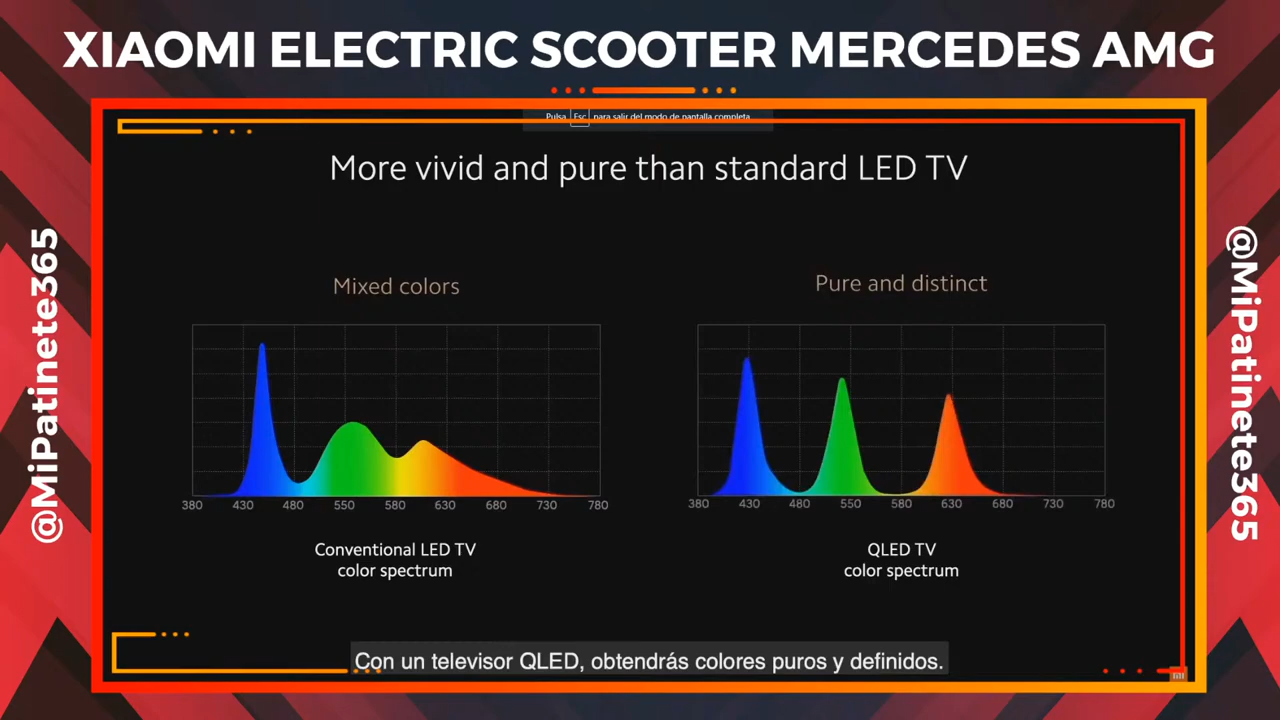 XIAOMI ELECTRIC SCOOTER MERCEDES AMG
Pulsa Esc para salir del modo de pantalla completa
More vivid and pure than standard LED TV
Mixed colors
Pure and distinct
380 430 480 550 580 630 680 730 780
380 430 480 550 580 630 680 730 780
Conventional LED TV
color spectrum
QLED TV
color spectrum
Con un televisor QLED, obtendrás colores puros y definidos.
mi
@MiPatinete365
@MiPatinete365